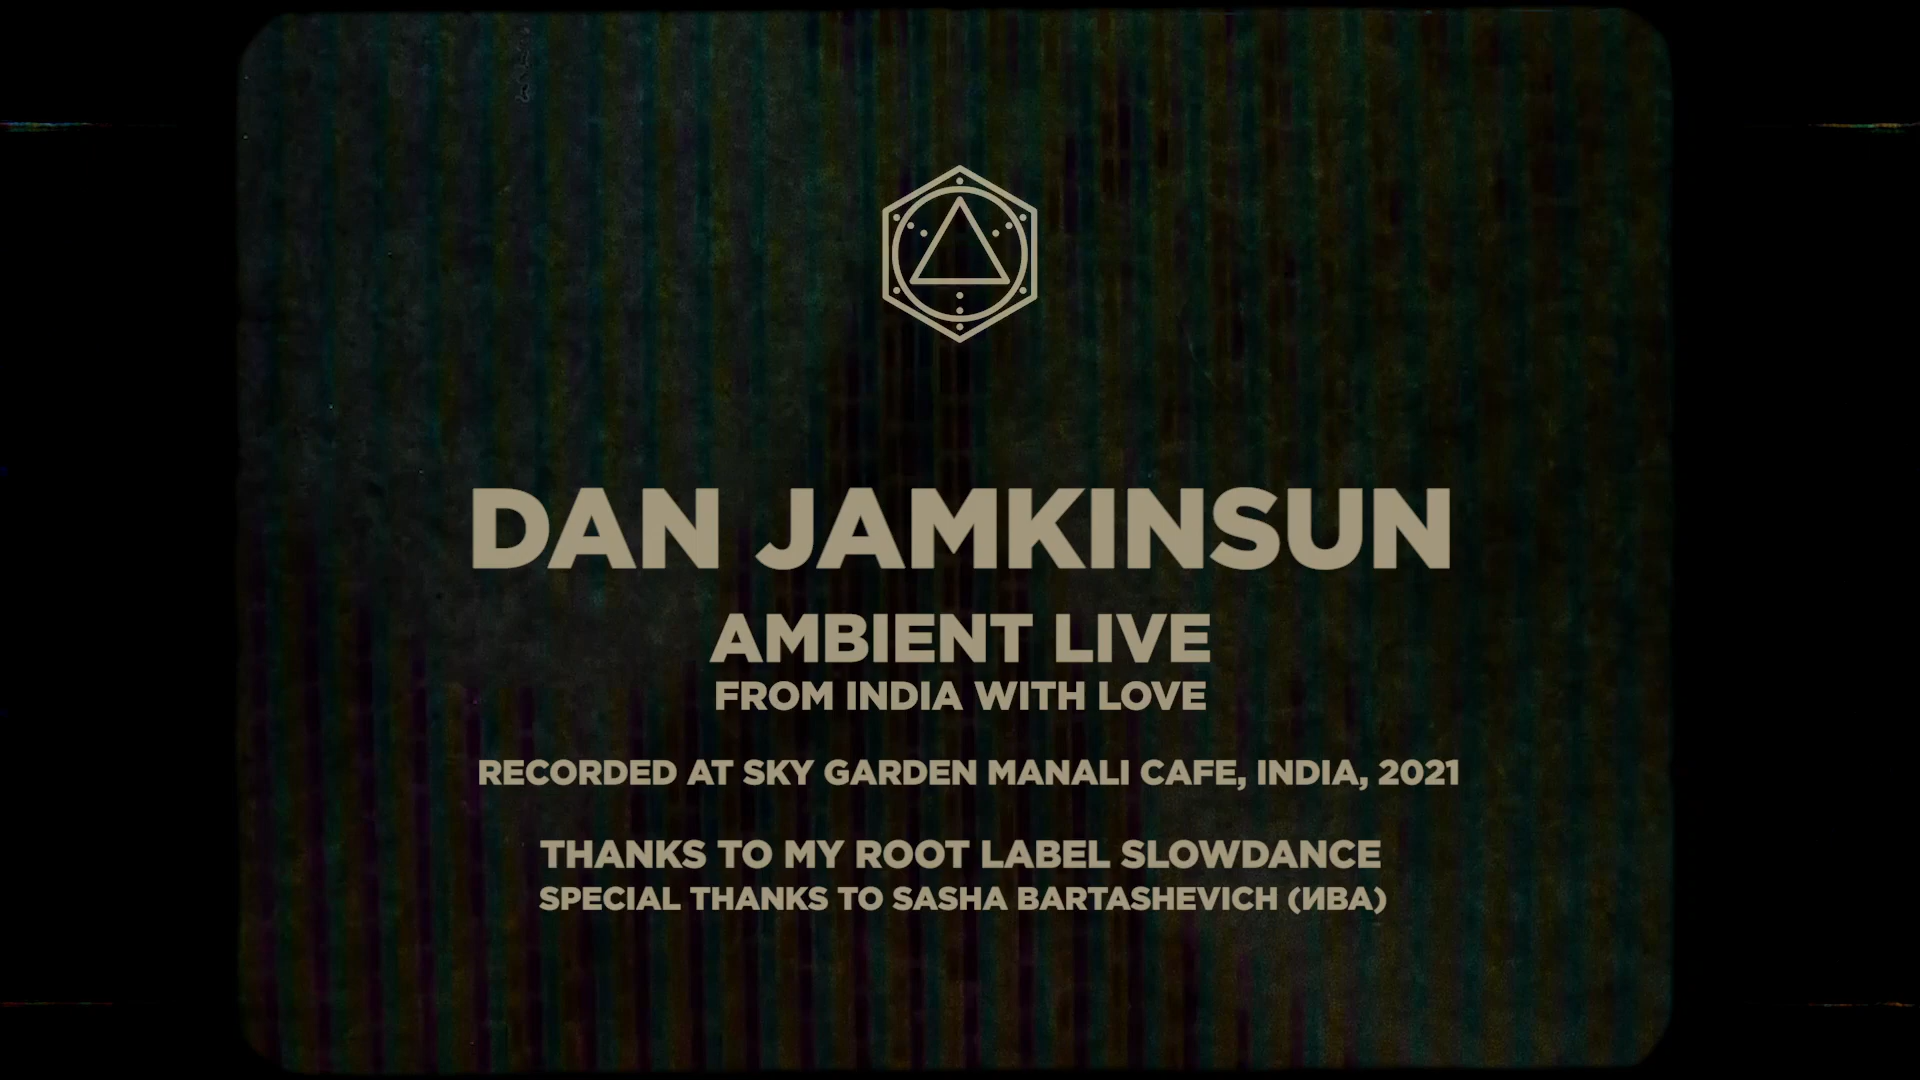 DAN JAMKINSUN
AMBIENT LIVE
FROM INDIA WITH LOVE
RECORDED AT SKY GARDEN MANALI CAFE, INDIA, 2021
THANKS TO MY ROOT LABEL SLOWDANCE
SPECIAL THANKS TO SASHA BARTASHEVICH (ИВА)